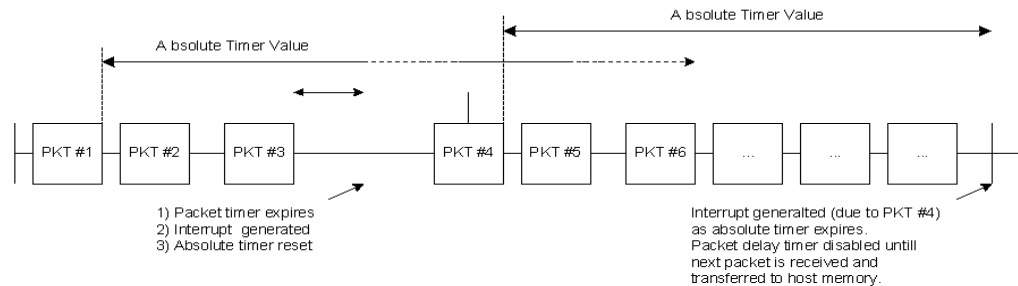 A bsolute Timer Value
A bsolute Timer Value
PKT #1
PKT #2
PKT #3
PKT #4
PKT #5
PKT #6
...
...
...
1) Packet timer expires
2) Interrupt generated
3) Absolute timer reset
Interrupt generalted (due to PKT #4)
as absolute timer expires.
Packet delay timer disabled untill
next packet is received and
transferred to host memory.